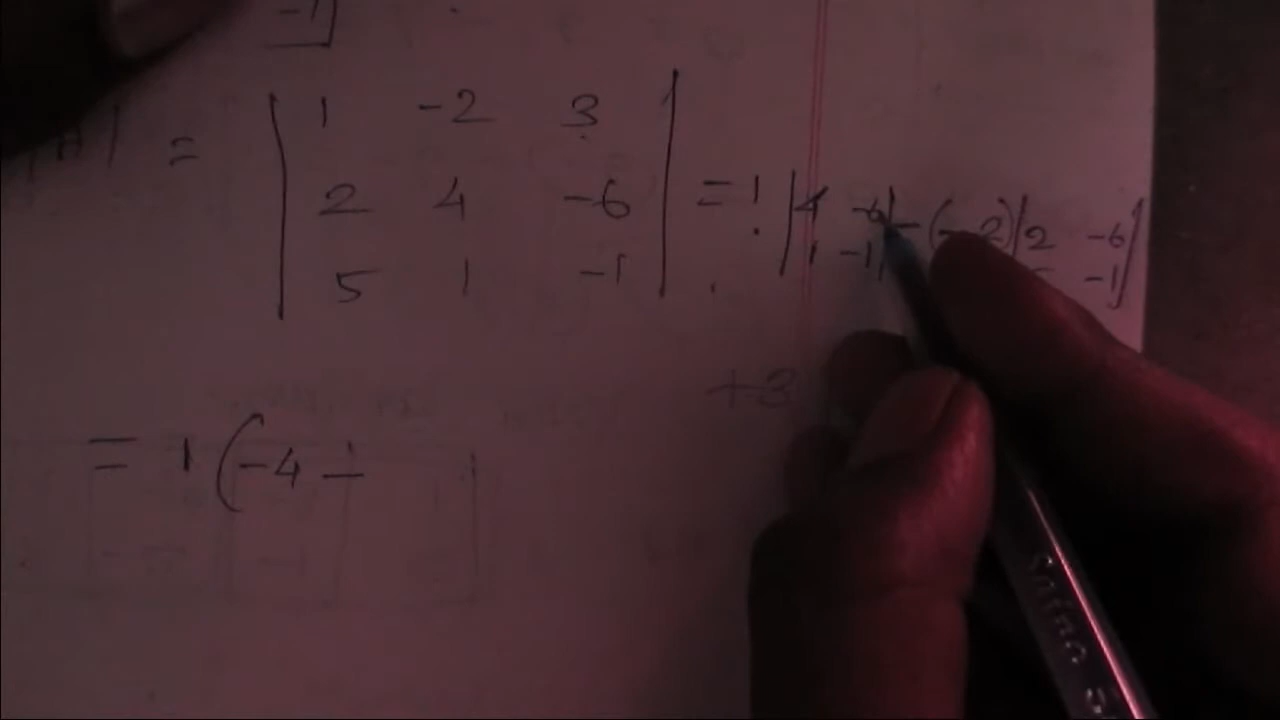 -1
|A| = | 1 -2 3 |
| 2 4 -6 | = 1 | 4 -6 | - (-2) | 2 -6 |
| 5 1 -1 | | 1 -1 | | -1 |
+3
= 1 (-4 -